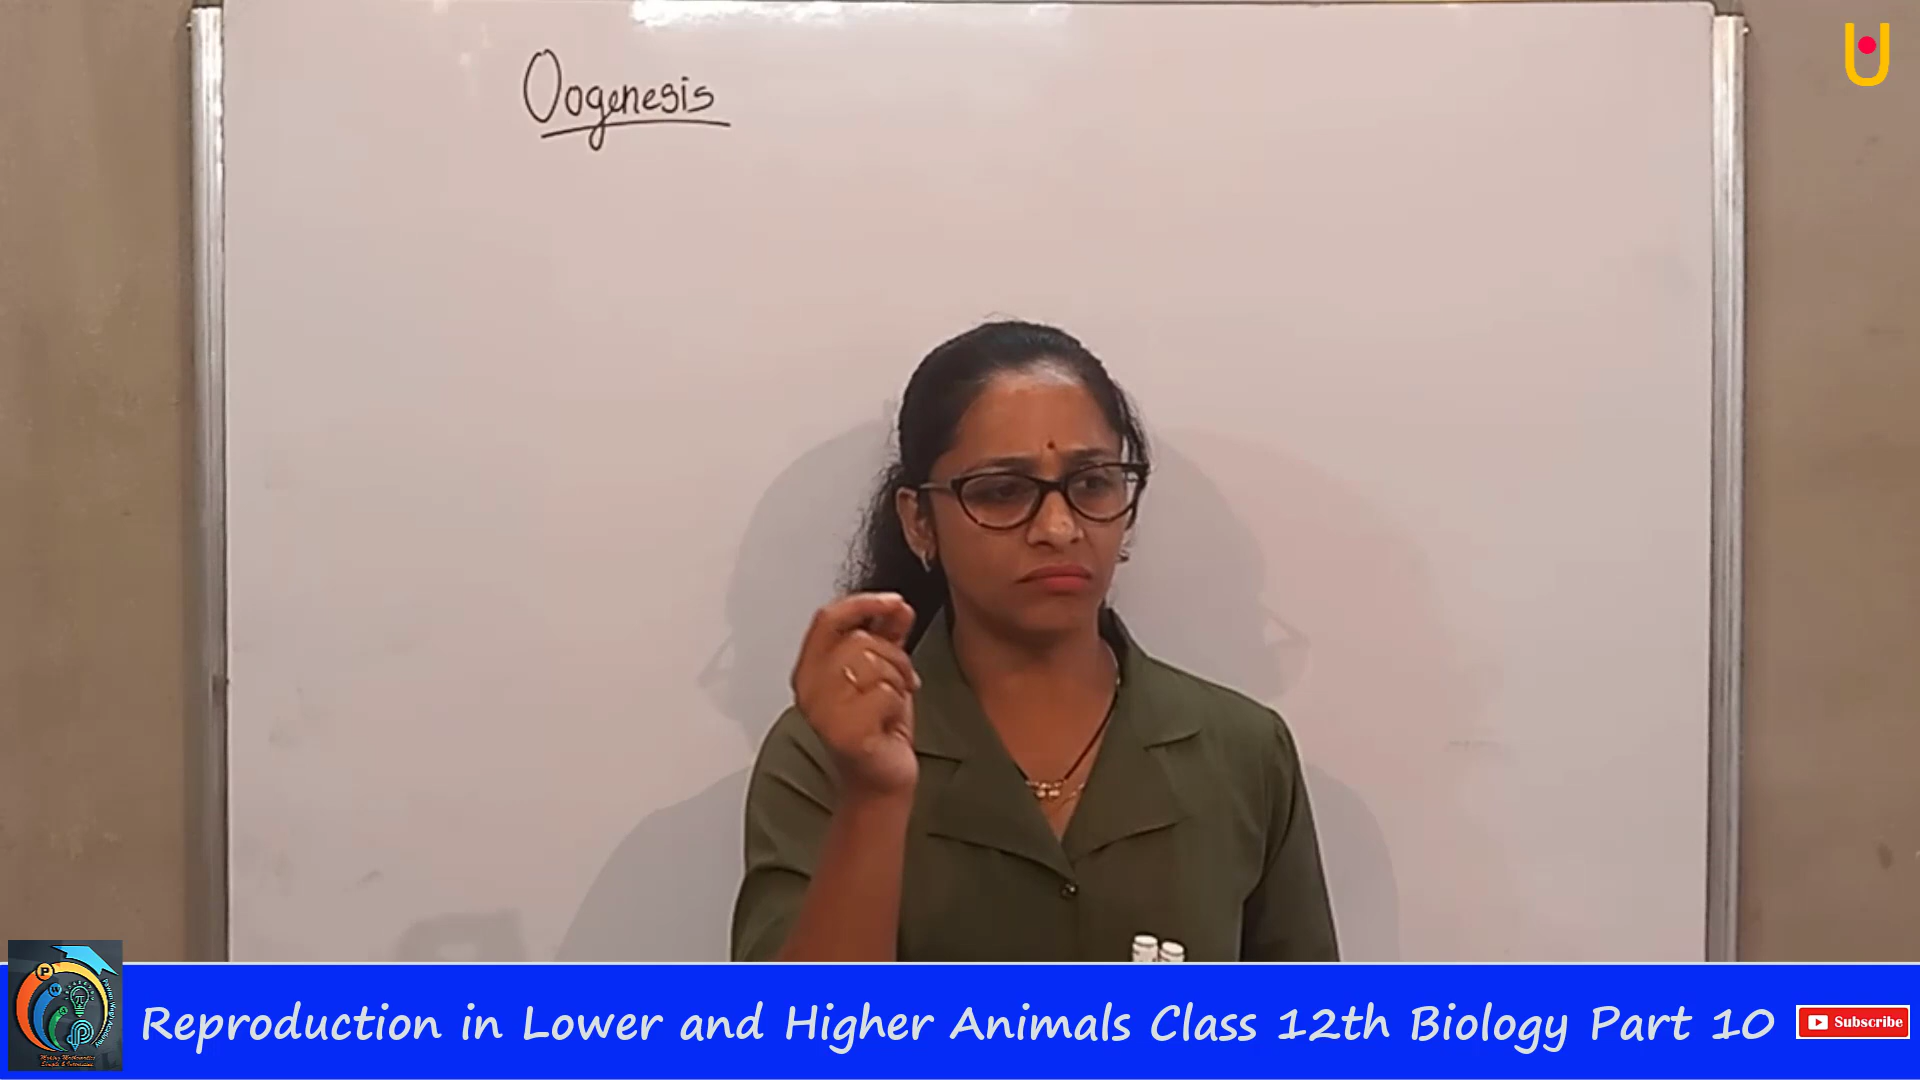 Oogenesis
Reproduction in Lower and Higher Animals Class 12th Biology Part 10
Subscribe